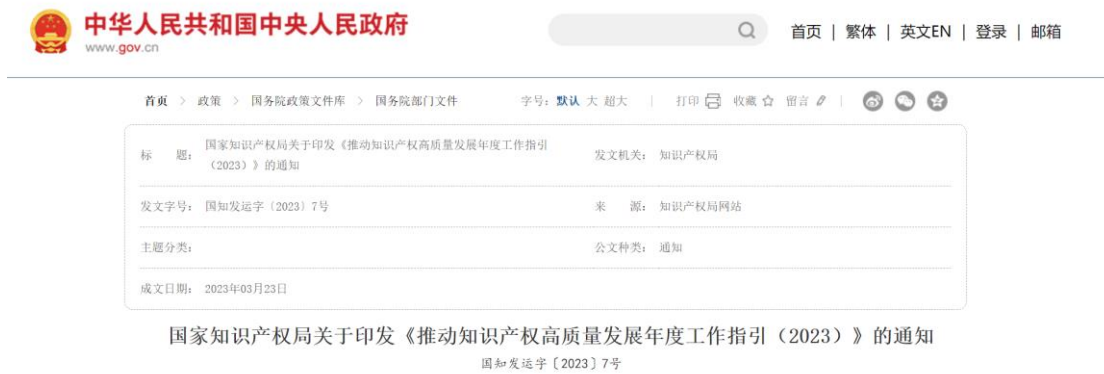 中华人民共和国中央人民政府
www.gov.cn
首页 | 繁体 | 英文EN | 登录 | 邮箱
首页 > 政策 > 国务院政策文件库 > 国务院部门文件
字号：默认 大 超大 | 打印 收藏 留言 |
标 题：国家知识产权局关于印发《推动知识产权高质量发展年度工作指引
（2023）》的通知
发文机关：知识产权局
发文字号：国知发运字〔2023〕7号
来 源：知识产权局网站
主题分类：
公文种类：通知
成文日期：2023年03月23日
国家知识产权局关于印发《推动知识产权高质量发展年度工作指引（2023）》的通知
国知发运字〔2023〕7号